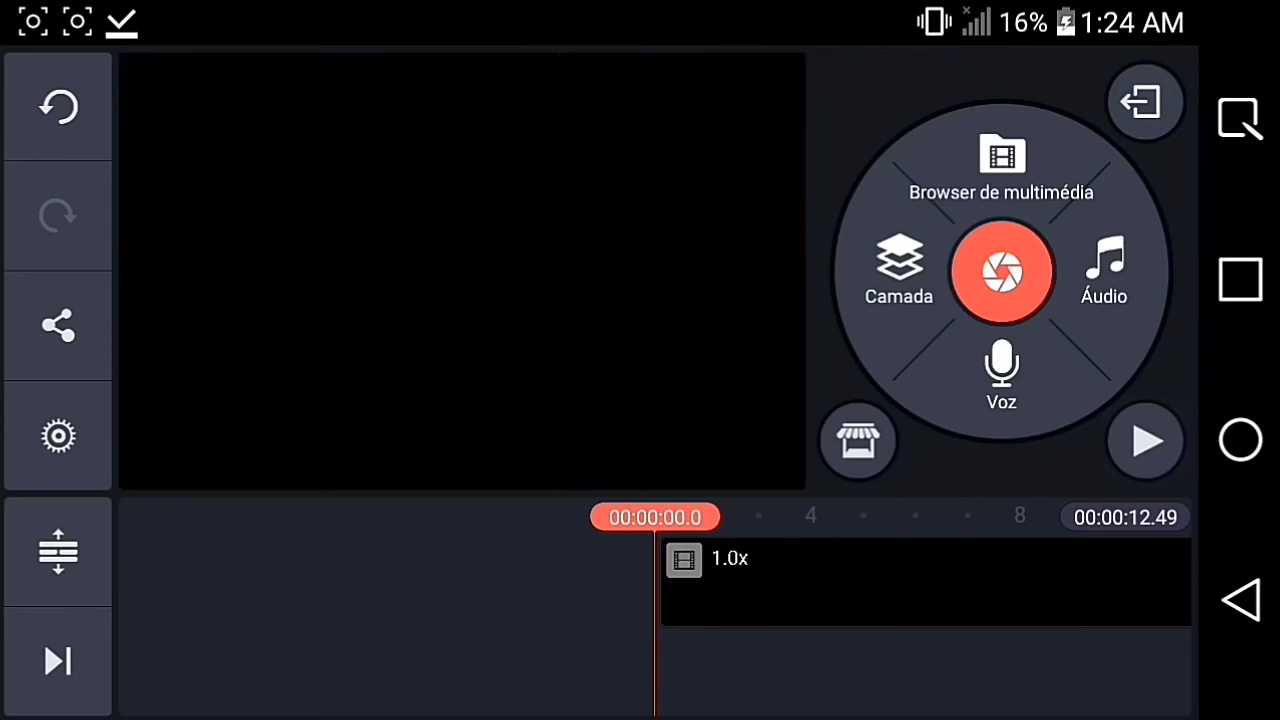 16% 1:24 AM
Browser de multimédia
Camada
Áudio
Voz
00:00:00.0 4 8 00:00:12.49
1.0x